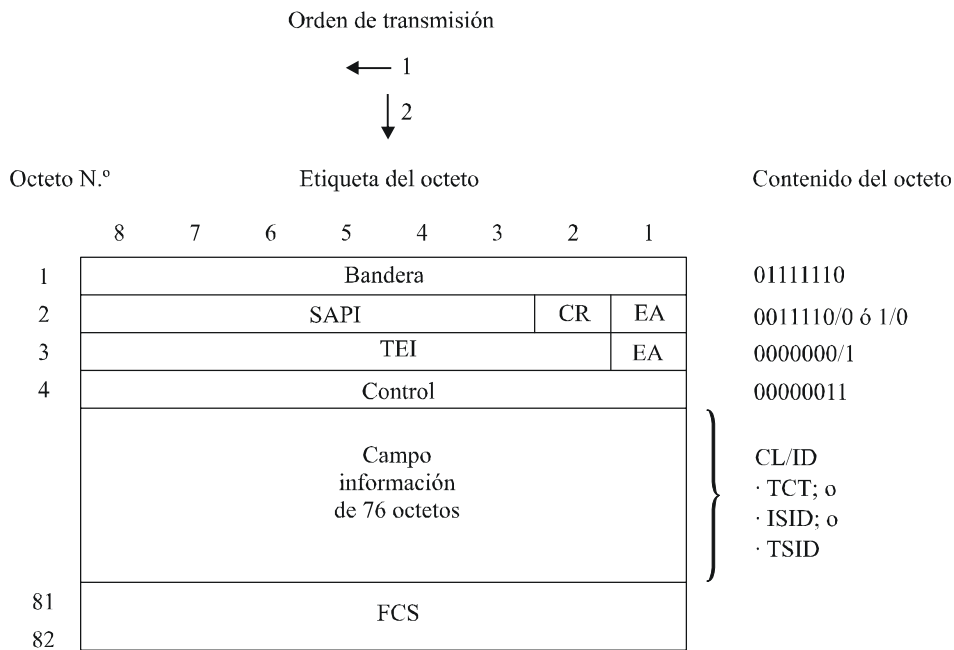 Orden de transmisión
1
2
Octeto N.º Etiqueta del octeto Contenido del octeto
8 7 6 5 4 3 2 1
1 Bandera 01111110
2 SAPI CR EA 0011110/0 ó 1/0
3 TEI EA 0000000/1
4 Control 00000011
Campo
información
de 76 octetos
CL/ID
· TCT; o
· ISID; o
· TSID
81
FCS
82